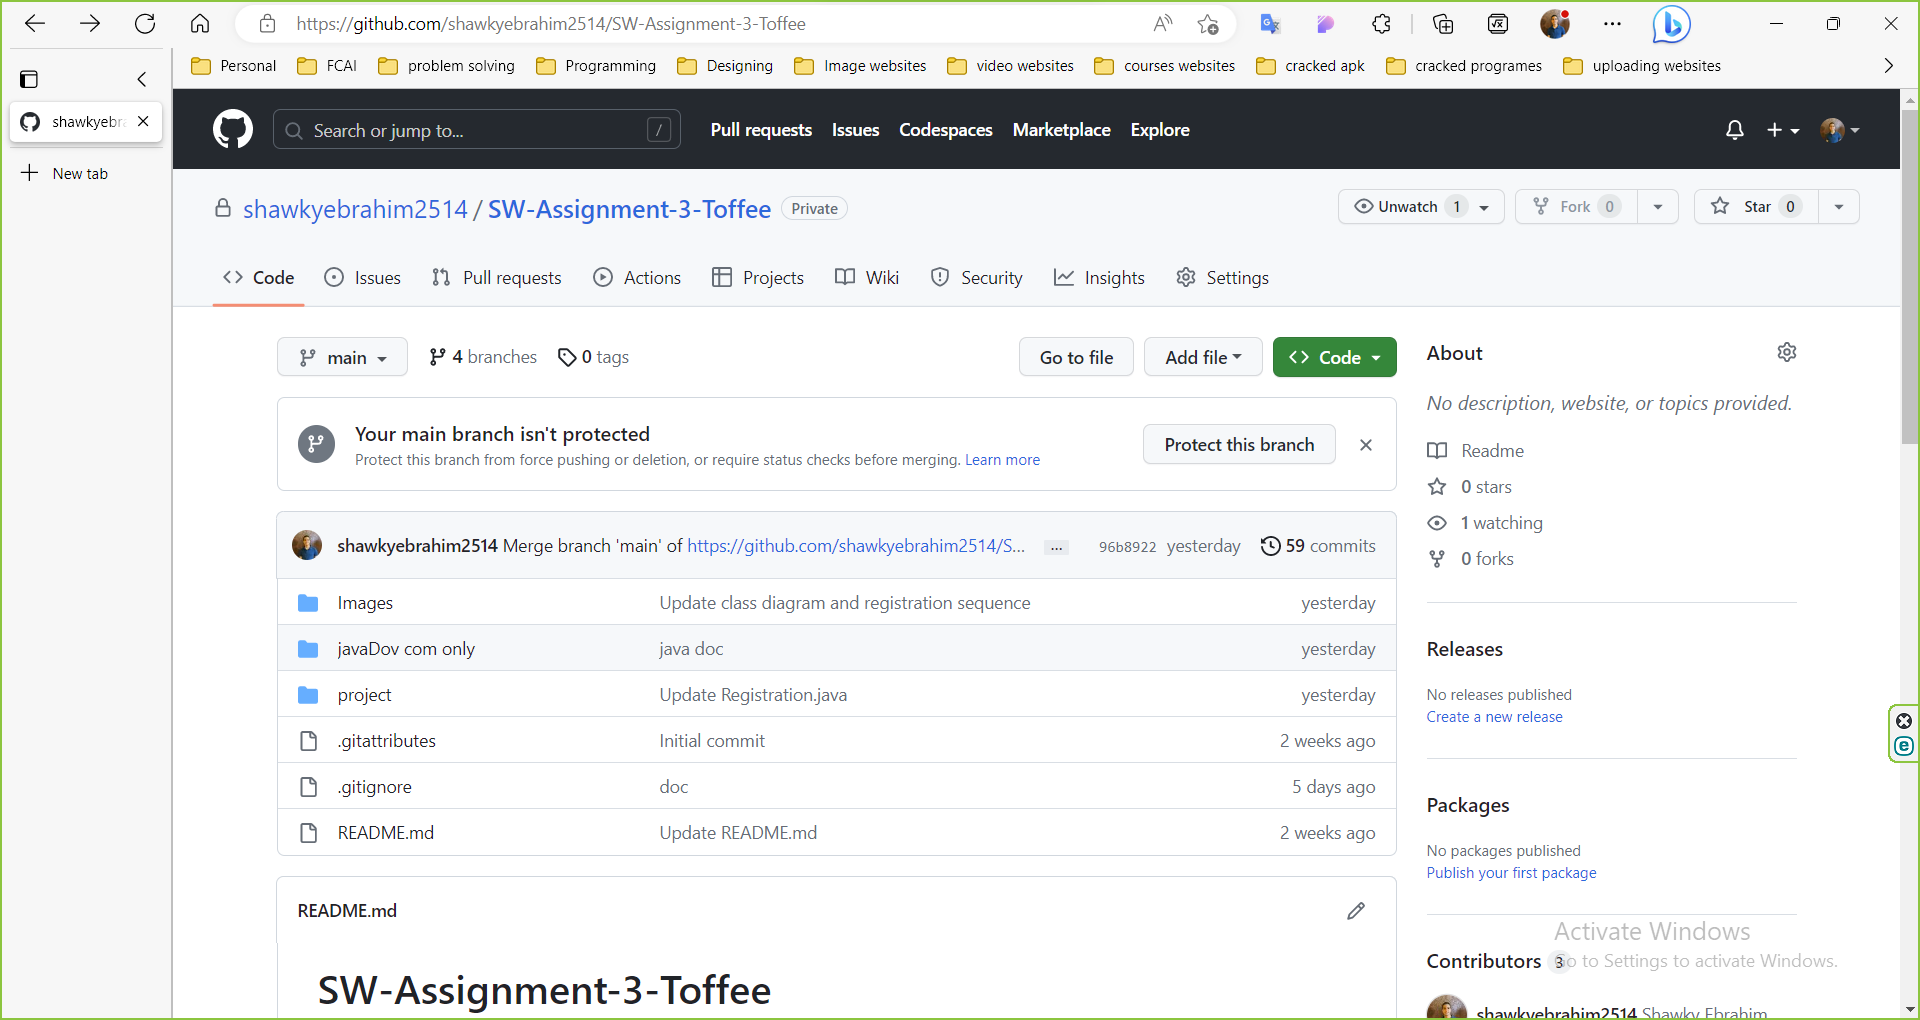 https://github.com/shawkyebrahim2514/SW-Assignment-3-Toffee
Personal FCAI problem solving Programming Designing Image websites video websites courses websites cracked apk cracked programes uploading websites
shawkyebra
New tab
Search or jump to... /
Pull requests Issues Codespaces Marketplace Explore
shawkyebrahim2514 / SW-Assignment-3-Toffee Private
Unwatch 1 Fork 0 Star 0
Code Issues Pull requests Actions Projects Wiki Security Insights Settings
main 4 branches 0 tags Go to file Add file Code
Your main branch isn't protected
Protect this branch from force pushing or deletion, or require status checks before merging. Learn more
Protect this branch
shawkyebrahim2514 Merge branch 'main' of https://github.com/shawkyebrahim2514/S... ... 96b8922 yesterday 59 commits
Images Update class diagram and registration sequence yesterday
javaDov com only java doc yesterday
project Update Registration.java yesterday
.gitattributes Initial commit 2 weeks ago
.gitignore doc 5 days ago
README.md Update README.md 2 weeks ago
README.md
SW-Assignment-3-Toffee
About
No description, website, or topics provided.
Readme
0 stars
1 watching
0 forks
Releases
No releases published
Create a new release
Packages
No packages published
Publish your first package
Contributors 3
shawkyebrahim2514 Shawky Ebrahim
Activate Windows
Go to Settings to activate Windows.